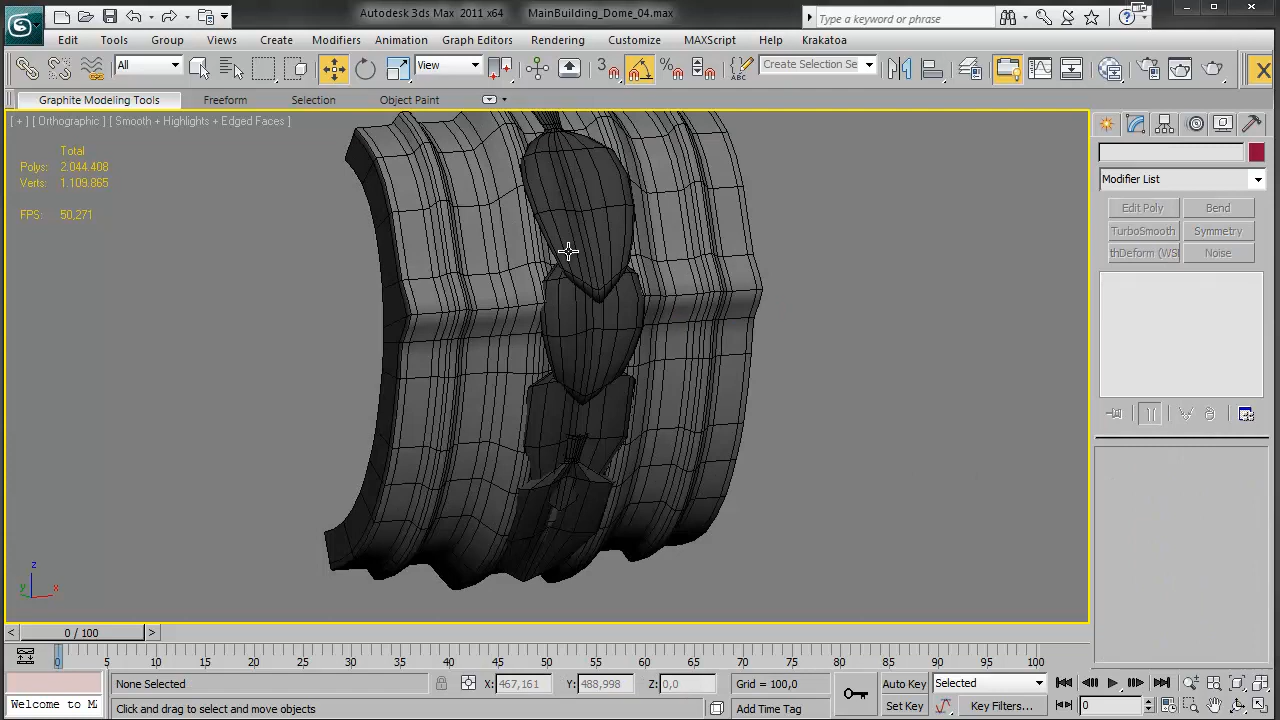 Autodesk 3ds Max 2011 x64 MainBuilding_Dome_04.max
Type a keyword or phrase
Edit Tools Group Views Create Modifiers Animation Graph Editors Rendering Customize MAXScript Help Krakatoa
All View 3 Create Selection Se
Graphite Modeling Tools Freeform Selection Object Paint
[ + ] [ Orthographic ] [ Smooth + Highlights + Edged Faces ]
Total
Polys: 2.044.408
Verts: 1.109.865
FPS: 50,271
Modifier List
Edit Poly Bend
TurboSmooth Symmetry
thDeform (WSI Noise
z
y x
0 / 100
0 5 10 15 20 25 30 35 40 45 50 55 60 65 70 75 80 85 90 95 100
None Selected X: 467,161 Y: 488,998 Z: 0,0 Grid = 100,0 Auto Key Selected
Welcome to MA Click and drag to select and move objects Add Time Tag Set Key Key Filters... 0